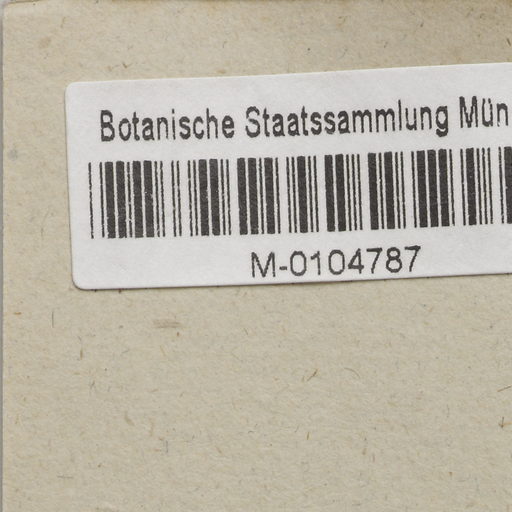 Botanische Staatssammlung Mün
M-0104787